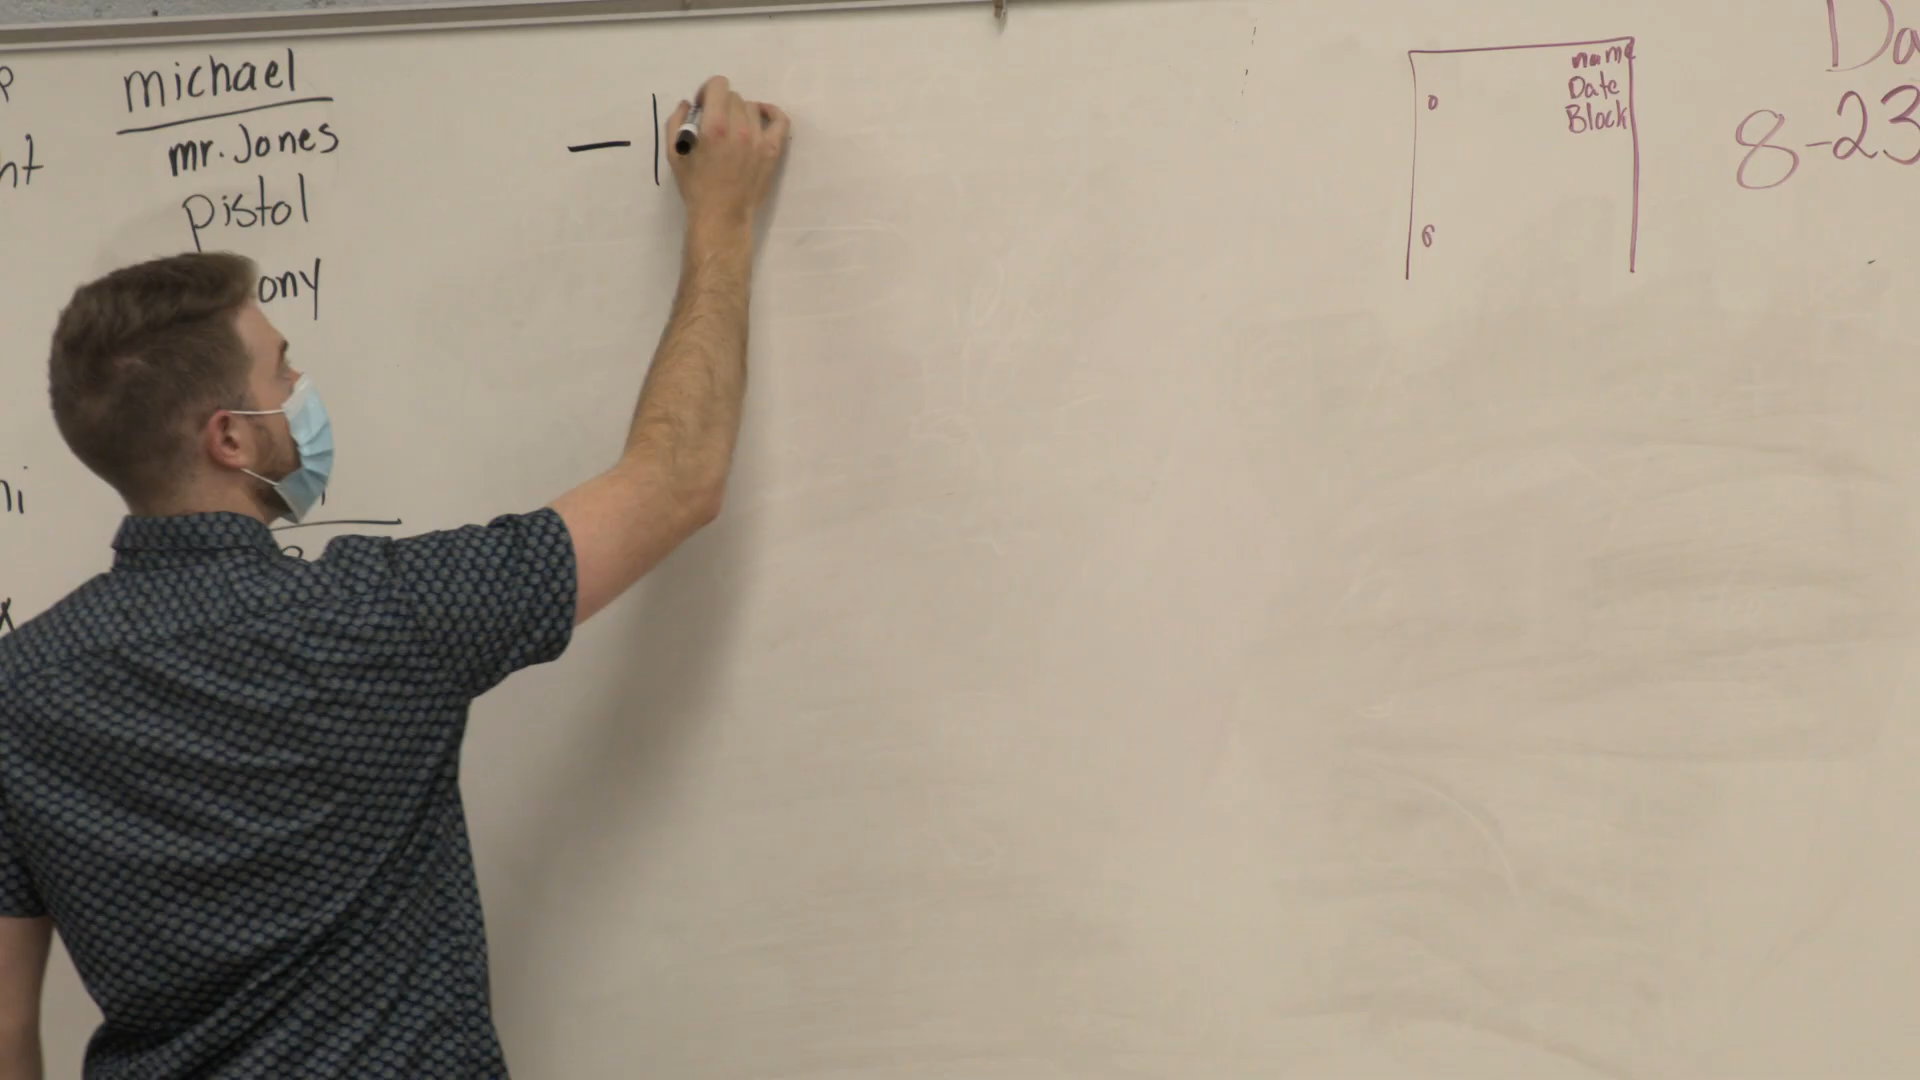 michael
mr. Jones
pistol
ony
name
Date
Block
Da
8-23